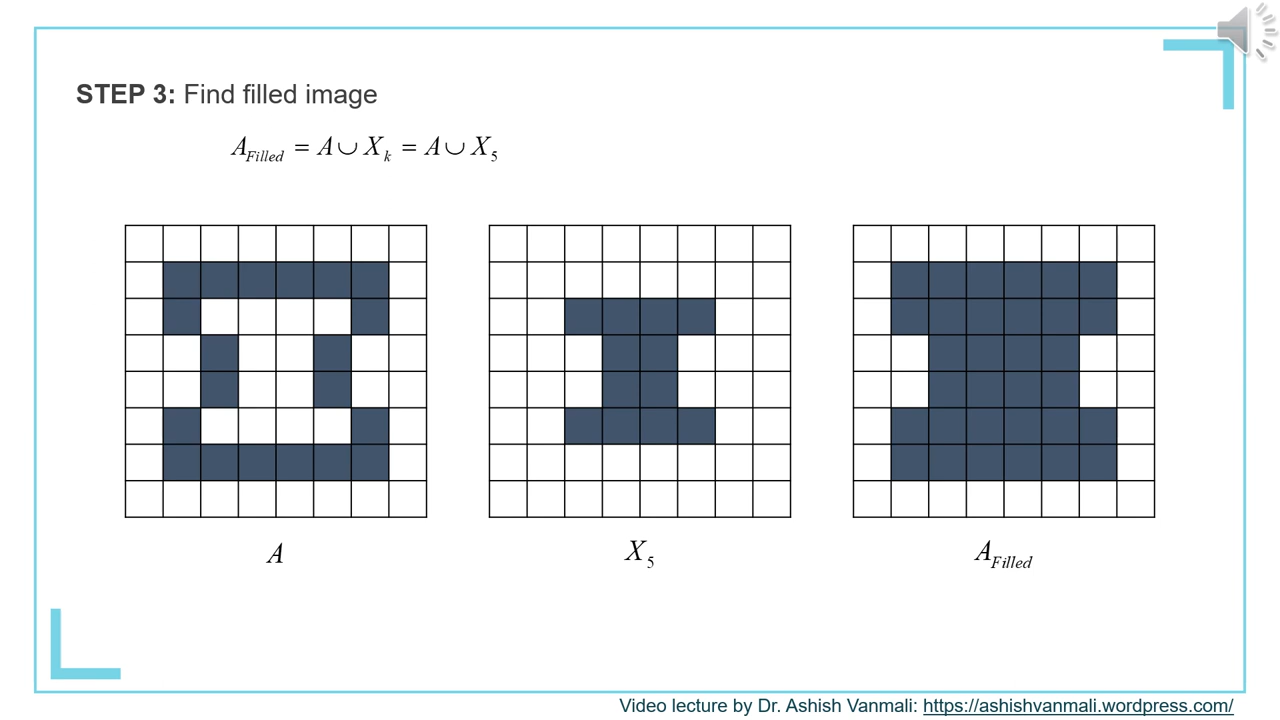 STEP 3: Find filled image
A_Filled = A ∪ X_k = A ∪ X_5
A
X_5
A_Filled
Video lecture by Dr. Ashish Vanmali: https://ashishvanmali.wordpress.com/